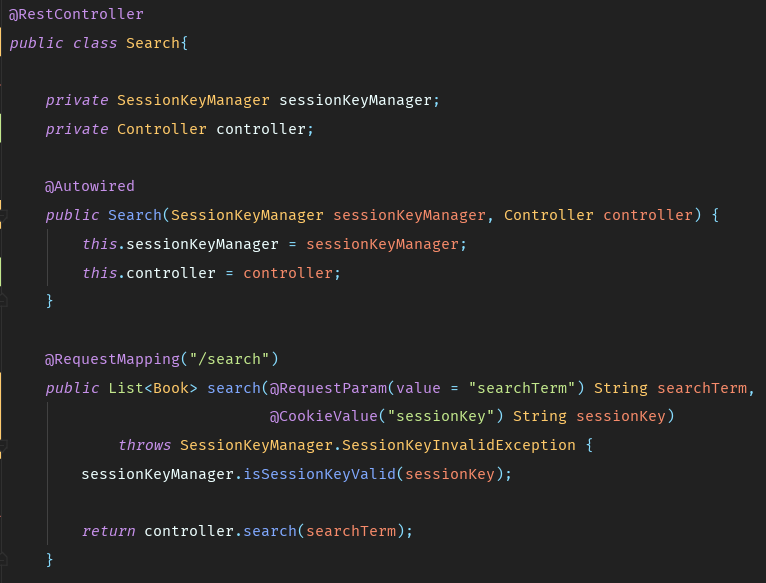 @RestController
public class Search{
private SessionKeyManager sessionKeyManager;
private Controller controller;
@Autowired
public Search(SessionKeyManager sessionKeyManager, Controller controller) {
this.sessionKeyManager = sessionKeyManager;
this.controller = controller;
}
@RequestMapping("/search")
public List<Book> search(@RequestParam(value = "searchTerm") String searchTerm,
@CookieValue("sessionKey") String sessionKey)
throws SessionKeyManager.SessionKeyInvalidException {
sessionKeyManager.isSessionKeyValid(sessionKey);
return controller.search(searchTerm);
}